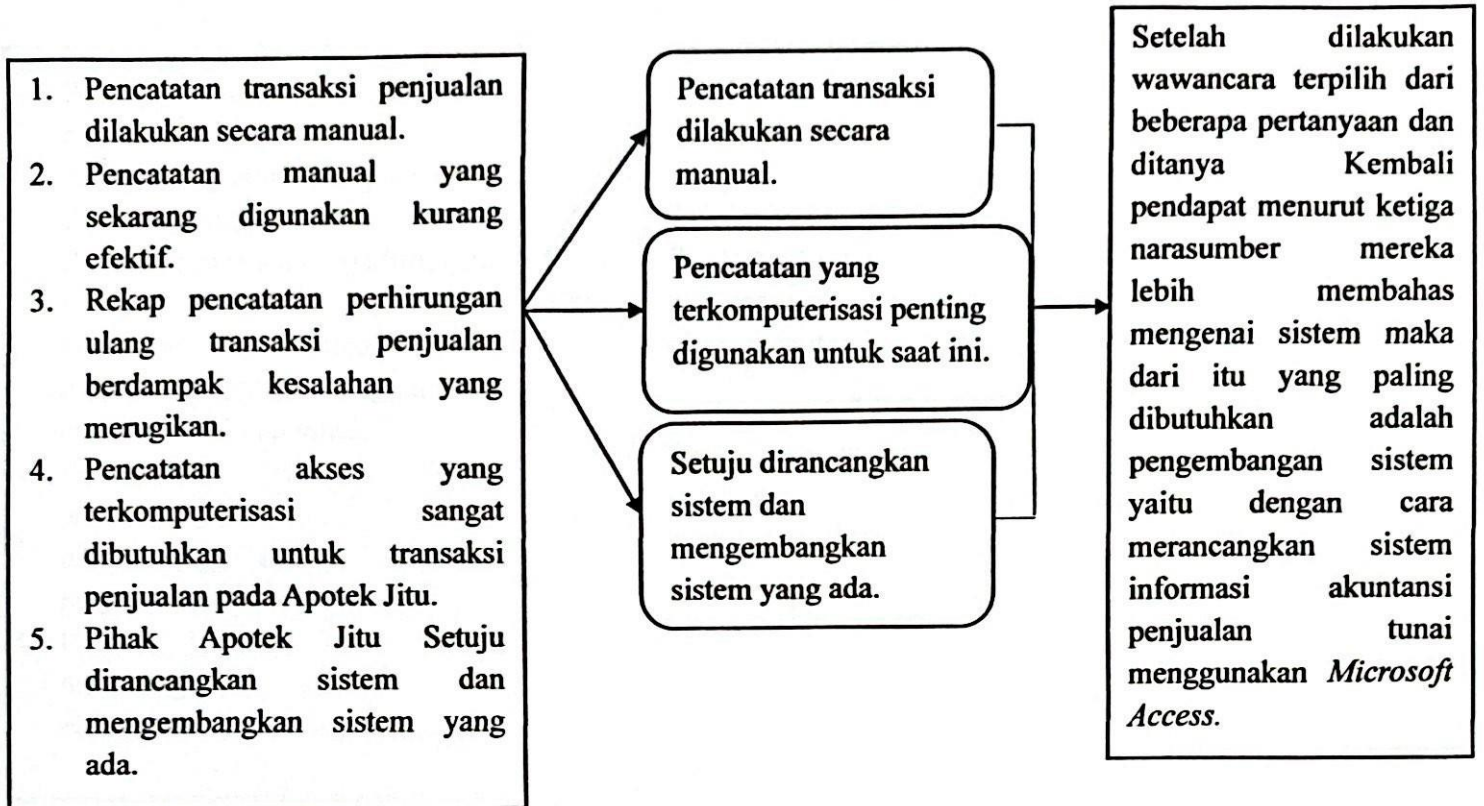 1. Pencatatan transaksi penjualan
dilakukan secara manual.
2. Pencatatan manual yang
sekarang digunakan kurang
efektif.
3. Rekap pencatatan perhirungan
ulang transaksi penjualan
berdampak kesalahan yang
merugikan.
4. Pencatatan akses yang
terkomputerisasi sangat
dibutuhkan untuk transaksi
penjualan pada Apotek Jitu.
5. Pihak Apotek Jitu Setuju
dirancangkan sistem dan
mengembangkan sistem yang
ada.
Pencatatan transaksi
dilakukan secara
manual.
Pencatatan yang
terkomputerisasi penting
digunakan untuk saat ini.
Setuju dirancangkan
sistem dan
mengembangkan
sistem yang ada.
Setelah dilakukan
wawancara terpilih dari
beberapa pertanyaan dan
ditanya Kembali
pendapat menurut ketiga
narasumber mereka
lebih membahas
mengenai sistem maka
dari itu yang paling
dibutuhkan adalah
pengembangan sistem
yaitu dengan cara
merancangkan sistem
informasi akuntansi
penjualan tunai
menggunakan Microsoft
Access.